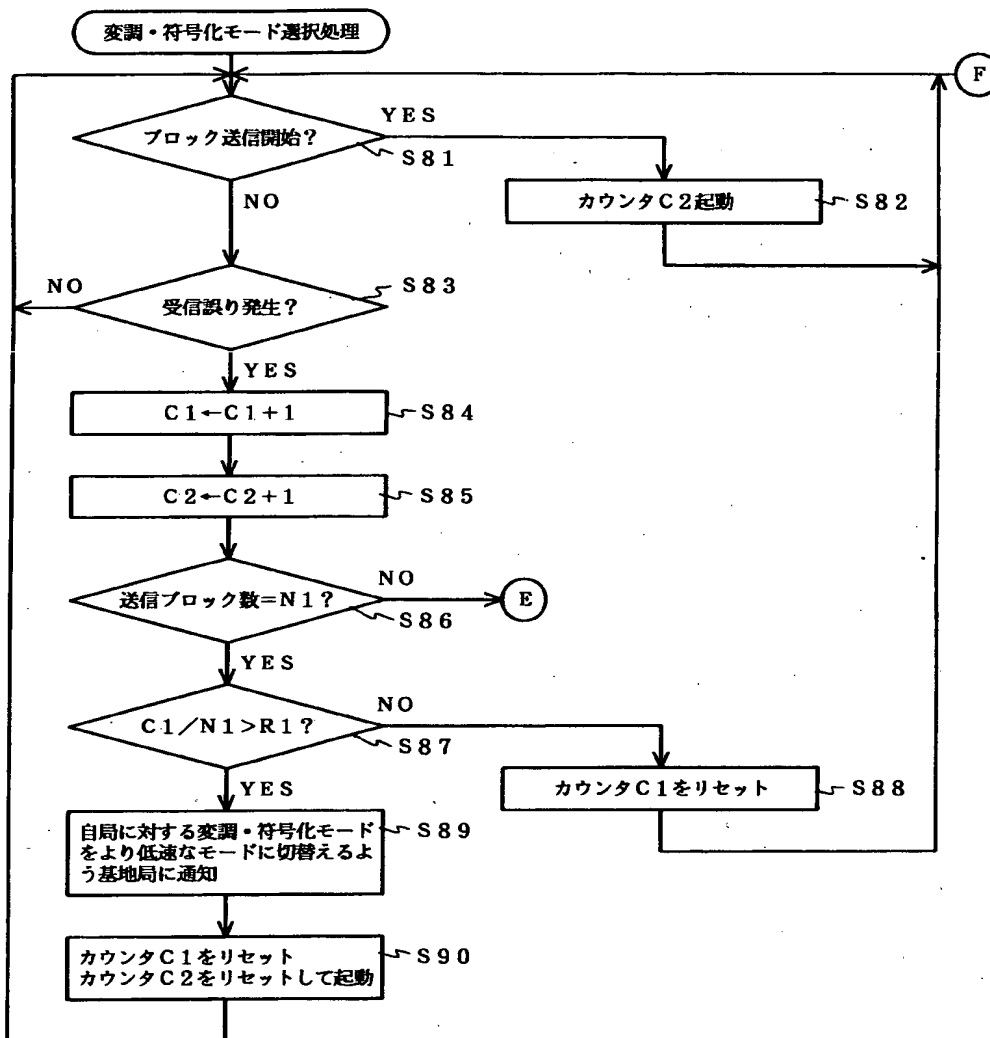 変調・符号化モード選択処理
F
ブロック送信開始?
YES
S81
カウンタC2起動
S82
NO
受信誤り発生?
S83
NO
YES
C1←C1+1
S84
C2←C2+1
S85
送信ブロック数=N1?
NO
E
S86
YES
C1/N1>R1?
NO
S87
カウンタC1をリセット
S88
YES
自局に対する変調・符号化モード
をより低速なモードに切替えるよ
う基地局に通知
S89
カウンタC1をリセット
カウンタC2をリセットして起動
S90